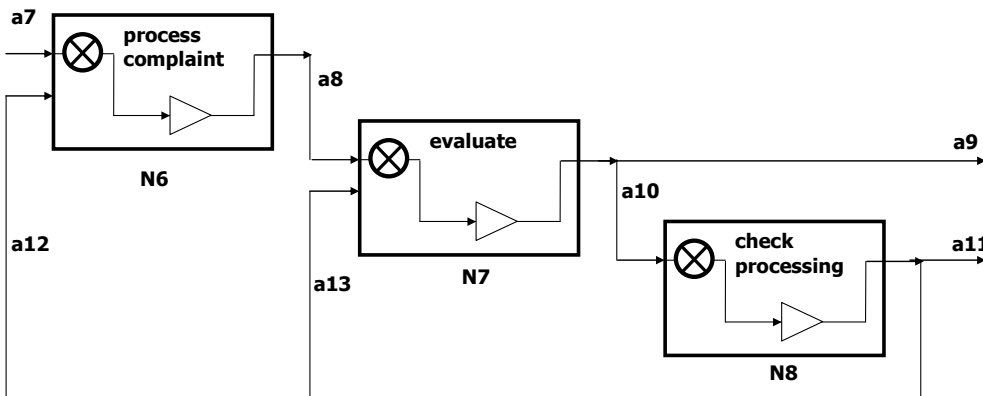 a7
process
complaint
a8
N6
a12
evaluate
a9
a10
N7
a13
check
processing
a11
N8